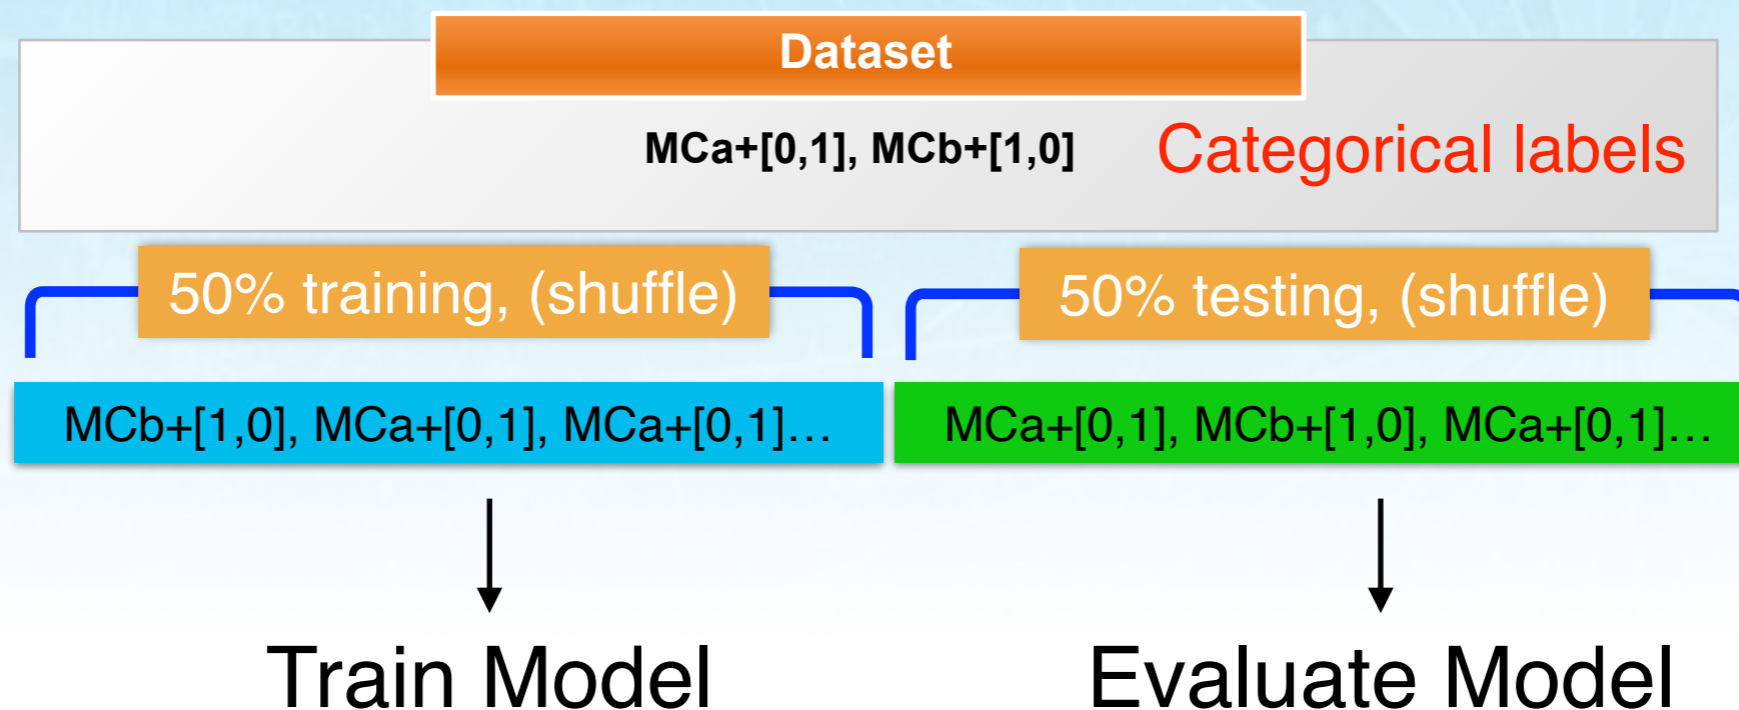 Dataset
MCa+[0,1], MCb+[1,0]
Categorical labels
50% training, (shuffle)
50% testing, (shuffle)
MCb+[1,0], MCa+[0,1], MCa+[0,1]…
MCa+[0,1], MCb+[1,0], MCa+[0,1]…
Train Model
Evaluate Model